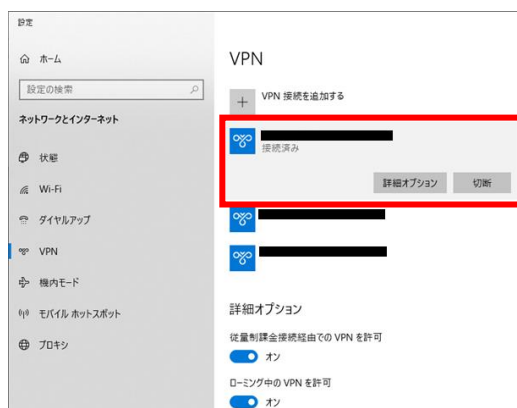 設定
ホーム
設定の検索
ネットワークとインターネット
状態
Wi-Fi
ダイヤルアップ
VPN
機内モード
モバイル ホットスポット
プロキシ
VPN
VPN 接続を追加する
接続済み
詳細オプション
切断
詳細オプション
従量制課金接続経由での VPN を許可
オン
ローミング中の VPN を許可
オン